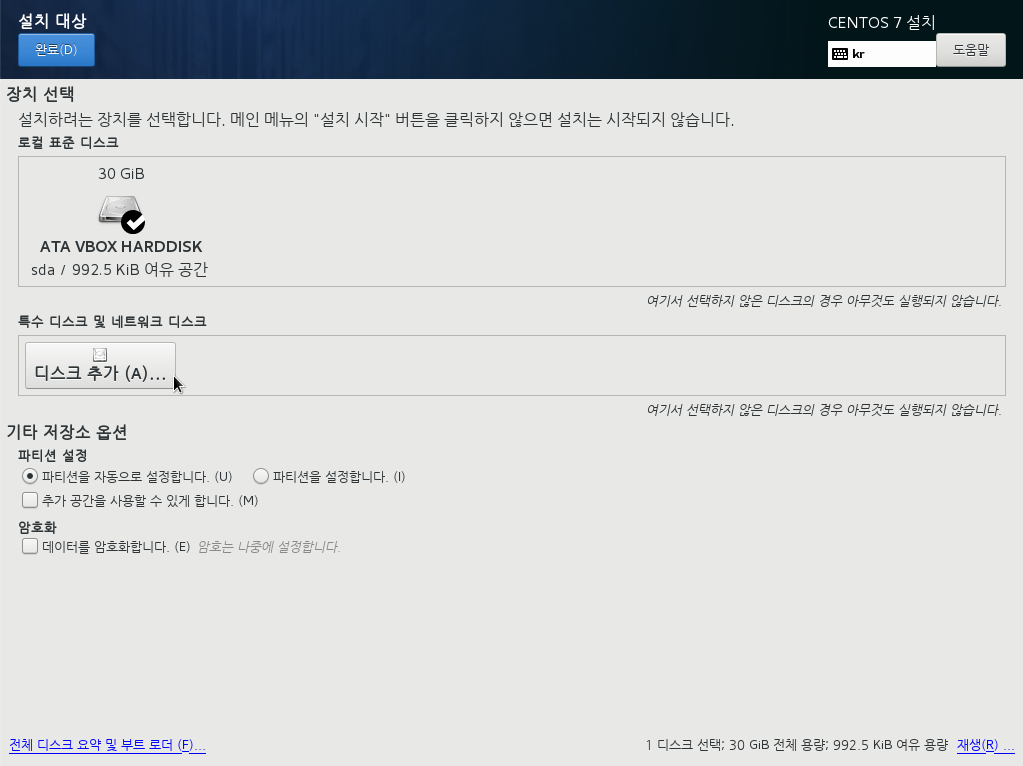 설치 대상
CENTOS 7 설치
완료(D)
kr
도움말
장치 선택
설치하려는 장치를 선택합니다. 메인 메뉴의 "설치 시작" 버튼을 클릭하지 않으면 설치는 시작되지 않습니다.
로컬 표준 디스크
30 GiB
ATA VBOX HARDDISK
sda / 992.5 KiB 여유 공간
여기서 선택하지 않은 디스크의 경우 아무것도 실행되지 않습니다.
특수 디스크 및 네트워크 디스크
디스크 추가 (A)...
여기서 선택하지 않은 디스크의 경우 아무것도 실행되지 않습니다.
기타 저장소 옵션
파티션 설정
파티션을 자동으로 설정합니다. (U) 파티션을 설정합니다. (I)
추가 공간을 사용할 수 있게 합니다. (M)
암호화
데이터를 암호화합니다. (E) 암호는 나중에 설정합니다.
전체 디스크 요약 및 부트 로더 (F)... 1 디스크 선택; 30 GiB 전체 용량; 992.5 KiB 여유 용량 재생(R) ...